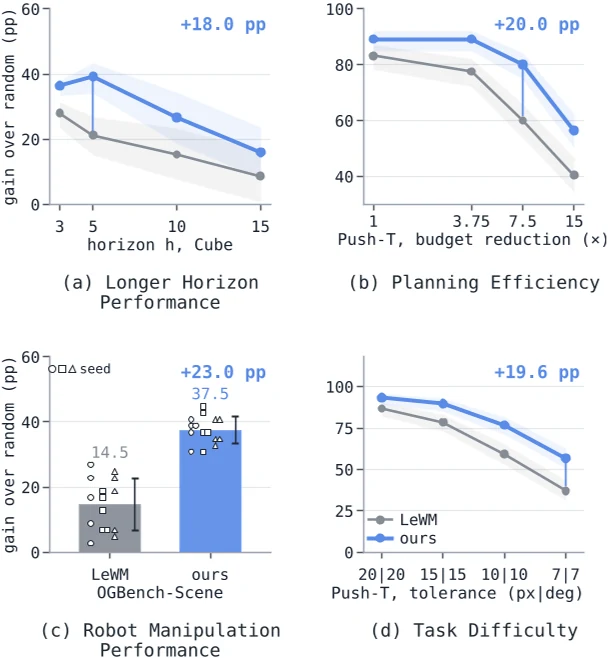 gain over random (pp)
60
40
20
0
+18.0 pp
3 5 10 15
horizon h, Cube
(a) Longer Horizon
Performance
100
80
60
40
+20.0 pp
1 3.75 7.5 15
Push-T, budget reduction (×)
(b) Planning Efficiency
gain over random (pp)
60
40
20
0
seed
+23.0 pp
37.5
14.5
LeWM ours
OGBench-Scene
(c) Robot Manipulation
Performance
100
75
50
25
0
+19.6 pp
LeWM
ours
20|20 15|15 10|10 7|7
Push-T, tolerance (px|deg)
(d) Task Difficulty